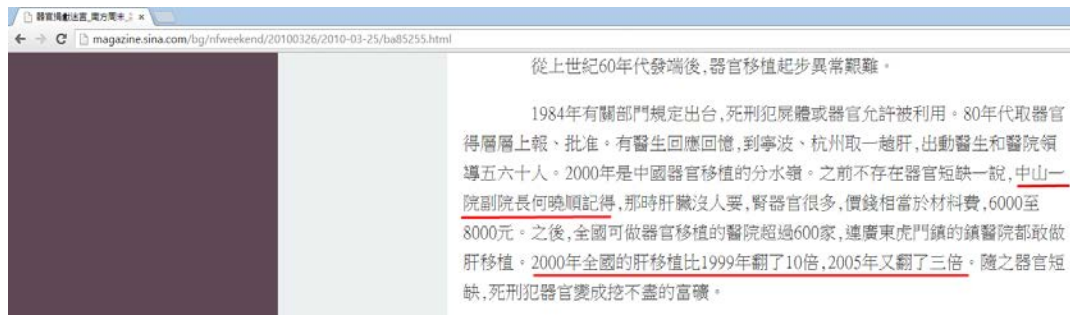 器官捐獻迷宮_南方周末_
magazine.sina.com/bg/nfweekend/20100326/2010-03-25/ba85255.html
從上世紀60年代發端後,器官移植起步異常艱難。
1984年有關部門規定出台,死刑犯屍體或器官允許被利用。80年代取器官
得層層上報、批准。有醫生回應回憶,到寧波、杭州取一趟肝,出動醫生和醫院領
導五六十人。2000年是中國器官移植的分水嶺。之前不存在器官短缺一說,中山一
院副院長何曉順記得,那時肝臟沒人要,腎器官很多,價錢相當於材料費,6000至
8000元。之後,全國可做器官移植的醫院超過600家,連廣東虎門鎮的鎮醫院都敢做
肝移植。2000年全國的肝移植比1999年翻了10倍,2005年又翻了三倍。隨之器官短
缺,死刑犯器官變成挖不盡的富礦。